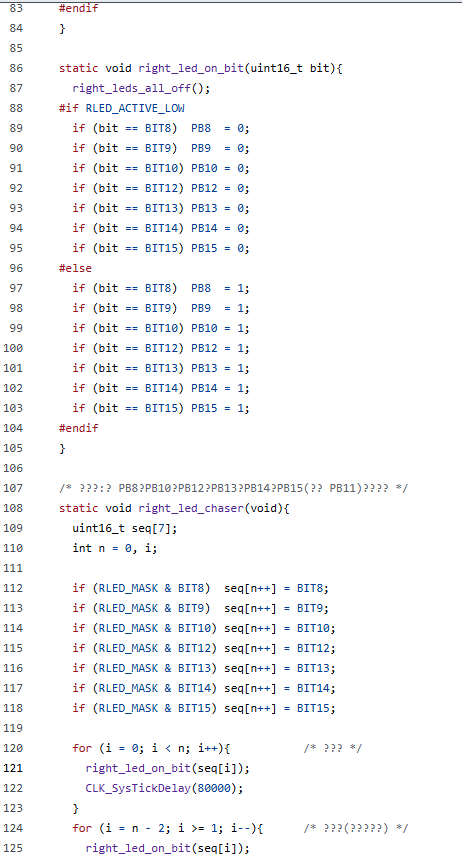 83 #endif
84 }
85
86 static void right_led_on_bit(uint16_t bit){
87   right_leds_all_off();
88 #if RLED_ACTIVE_LOW
89   if (bit == BIT8)  PB8  = 0;
90   if (bit == BIT9)  PB9  = 0;
91   if (bit == BIT10) PB10 = 0;
92   if (bit == BIT12) PB12 = 0;
93   if (bit == BIT13) PB13 = 0;
94   if (bit == BIT14) PB14 = 0;
95   if (bit == BIT15) PB15 = 0;
96 #else
97   if (bit == BIT8)  PB8  = 1;
98   if (bit == BIT9)  PB9  = 1;
99   if (bit == BIT10) PB10 = 1;
100   if (bit == BIT12) PB12 = 1;
101   if (bit == BIT13) PB13 = 1;
102   if (bit == BIT14) PB14 = 1;
103   if (bit == BIT15) PB15 = 1;
104 #endif
105 }
106
107 /* ???:? PB8?PB10?PB12?PB13?PB14?PB15(?? PB11)???? */
108 static void right_led_chaser(void){
109   uint16_t seq[7];
110   int n = 0, i;
111
112   if (RLED_MASK & BIT8)  seq[n++] = BIT8;
113   if (RLED_MASK & BIT9)  seq[n++] = BIT9;
114   if (RLED_MASK & BIT10) seq[n++] = BIT10;
115   if (RLED_MASK & BIT12) seq[n++] = BIT12;
116   if (RLED_MASK & BIT13) seq[n++] = BIT13;
117   if (RLED_MASK & BIT14) seq[n++] = BIT14;
118   if (RLED_MASK & BIT15) seq[n++] = BIT15;
119
120   for (i = 0; i < n; i++){           /* ??? */
121     right_led_on_bit(seq[i]);
122     CLK_SysTickDelay(80000);
123   }
124   for (i = n - 2; i >= 1; i--){      /* ???(?????) */
125     right_led_on_bit(seq[i]);